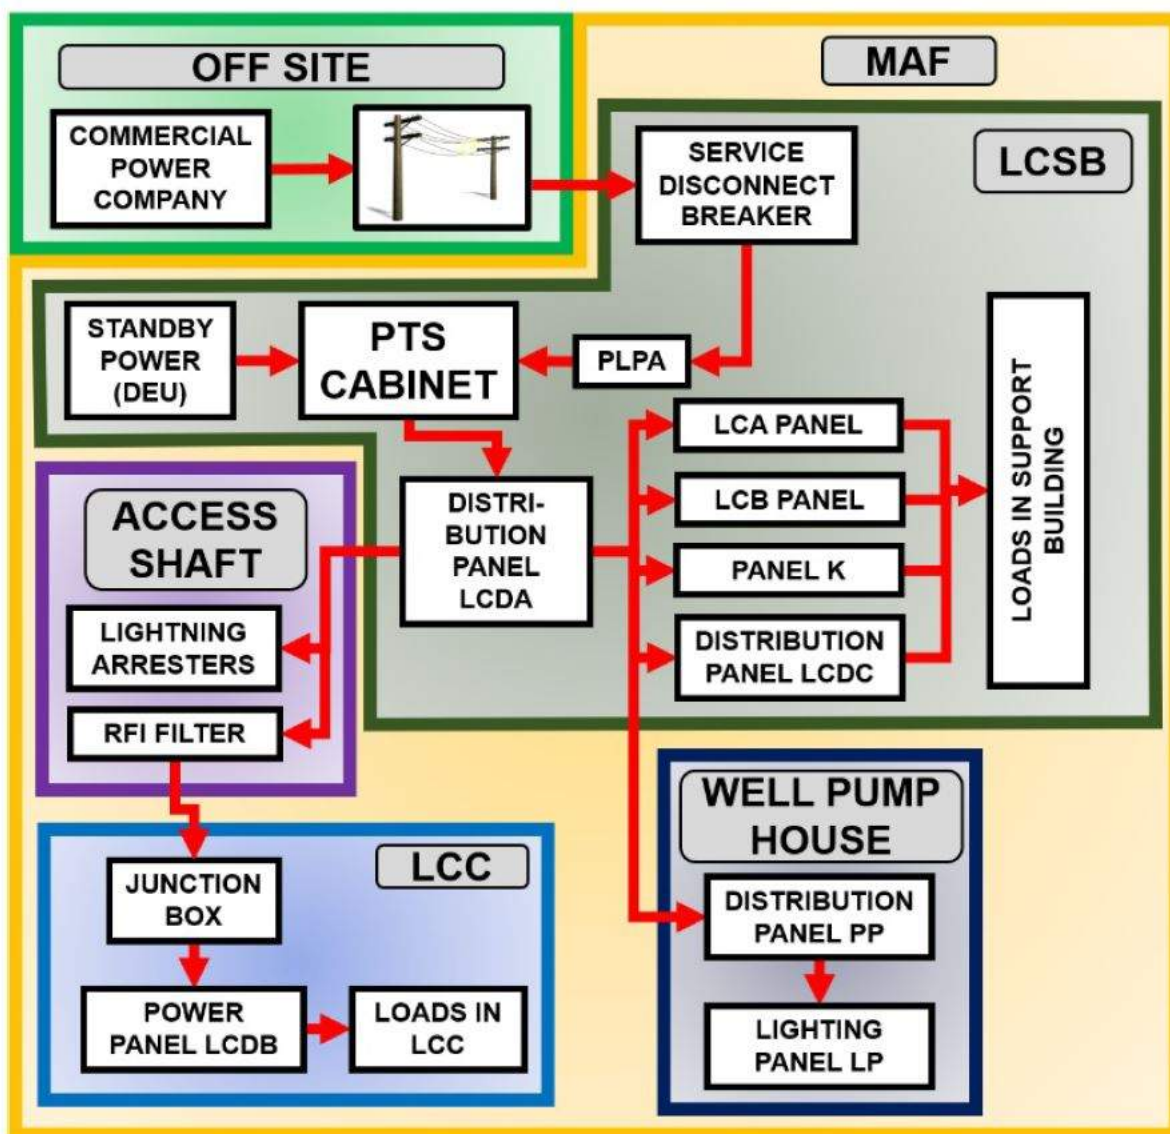 OFF SITE
COMMERCIAL
POWER
COMPANY
MAF
LCSB
SERVICE
DISCONNECT
BREAKER
STANDBY
POWER
(DEU)
PTS
CABINET
PLPA
DISTRI-
BUTION
PANEL
LCDA
LCA PANEL
LCB PANEL
PANEL K
DISTRIBUTION
PANEL LCDC
LOADS IN SUPPORT
BUILDING
ACCESS
SHAFT
LIGHTNING
ARRESTERS
RFI FILTER
LCC
JUNCTION
BOX
POWER
PANEL LCDB
LOADS IN
LCC
WELL PUMP
HOUSE
DISTRIBUTION
PANEL PP
LIGHTING
PANEL LP